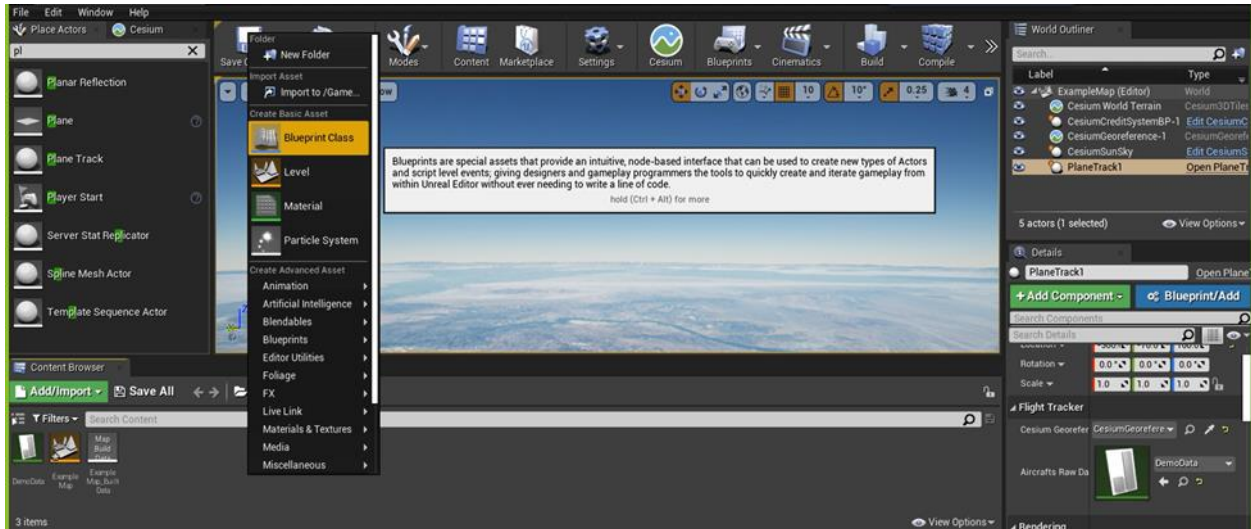 File Edit Window Help
Place Actors
Cesium
pl
Planar Reflection
Plane
Plane Track
Player Start
Server Stat Replicator
Spline Mesh Actor
Template Sequence Actor
Modes
Content
Marketplace
Settings
Cesium
Blueprints
Cinematics
Build
Compile
10
10°
0.25
4
Folder
New Folder
Import Asset
Import to /Game...
Create Basic Asset
Blueprint Class
Level
Material
Particle System
Create Advanced Asset
Animation
Artificial Intelligence
Blendables
Blueprints
Editor Utilities
Foliage
FX
Live Link
Materials & Textures
Media
Miscellaneous
Blueprints are special assets that provide an intuitive, node-based interface that can be used to create new types of Actors
and script level events; giving designers and gameplay programmers the tools to quickly create and iterate gameplay from
within Unreal Editor without ever needing to write a line of code.
hold (Ctrl + Alt) for more
World Outliner
Search...
Label Type
ExampleMap (Editor) World
Cesium World Terrain Cesium3DTiles
CesiumCreditSystemBP-1 Edit CesiumC
CesiumGeoreference-1 CesiumGeorefe
CesiumSunSky Edit CesiumS
PlaneTrack1 Open PlaneTr
5 actors (1 selected) View Options
Details
PlaneTrack1 Open Plane
+Add Component Blueprint/Add
Search Components
Search Details
Rotation 0.0° 0.0° 0.0°
Scale 1.0 1.0 1.0
Flight Tracker
Cesium Georefer CesiumGeorefere
Aircrafts Raw Da DemoData
Rendering
Content Browser
Add/Import Save All
Filters Search Content
DemoData
Example Map
Map Build Data
Example Map_Built Data
3 items View Options